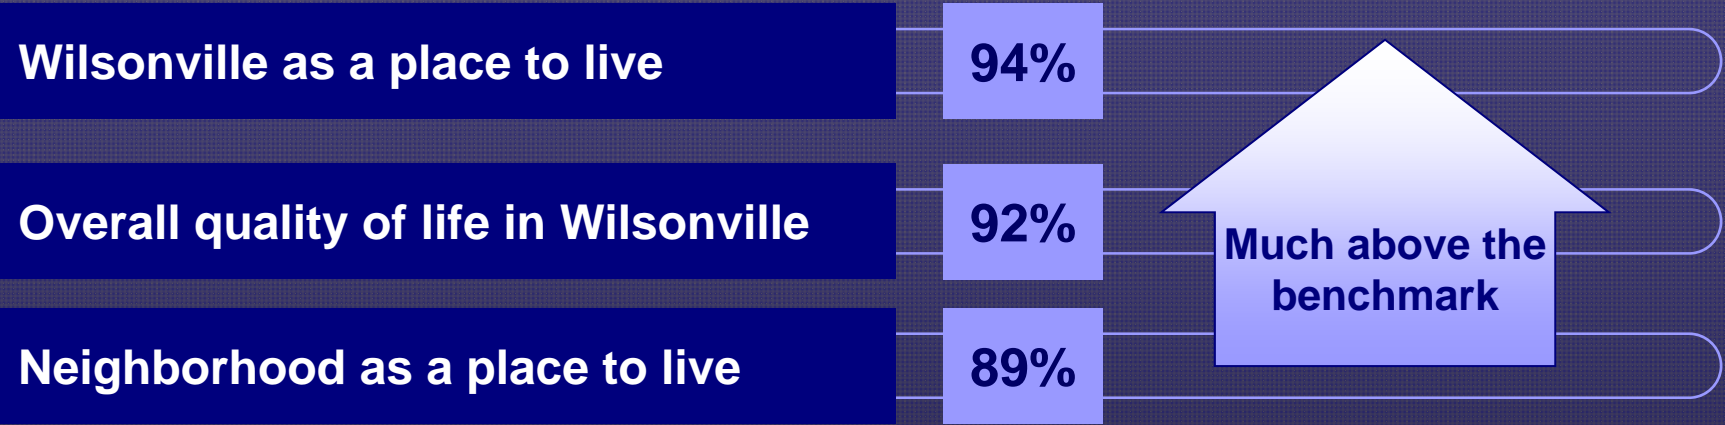 Wilsonville as a place to live 94%
Overall quality of life in Wilsonville 92%
Much above the
benchmark
Neighborhood as a place to live 89%